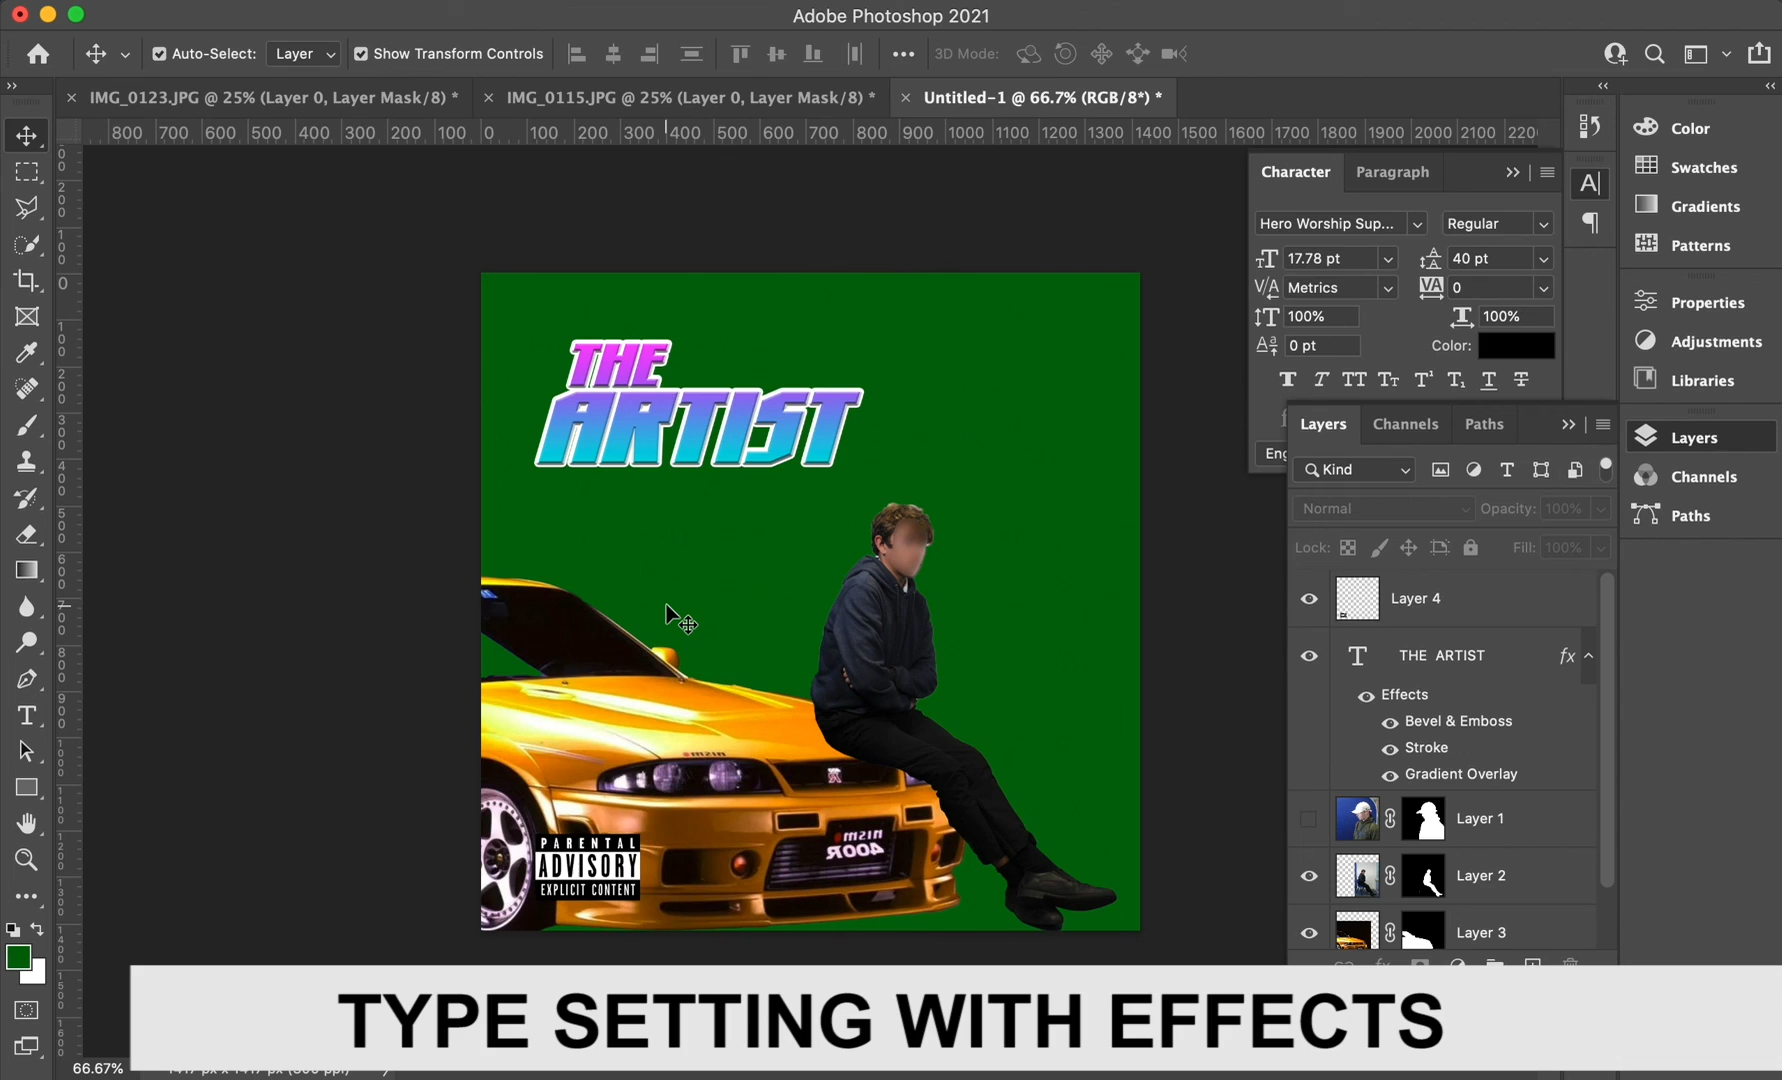 Adobe Photoshop 2021
Auto-Select: Layer Show Transform Controls 3D Mode:
IMG_0123.JPG @ 25% (Layer 0, Layer Mask/8) *
IMG_0115.JPG @ 25% (Layer 0, Layer Mask/8) *
Untitled-1 @ 66.7% (RGB/8*) *
800 700 600 500 400 300 200 100 0 100 200 300 400 500 600 700 800 900 1000 1100 1200 1300 1400 1500 1600 1700 1800 1900 2000 2100
Character Paragraph
Hero Worship Sup... Regular
17.78 pt 40 pt
Metrics 0
100% 100%
0 pt Color:
Eng
Color
Swatches
Gradients
Patterns
Properties
Adjustments
Libraries
Layers
Channels
Paths
Layers Channels Paths
Kind
Normal Opacity: 100%
Lock: Fill: 100%
Layer 4
THE ARTIST fx
Effects
Bevel & Emboss
Stroke
Gradient Overlay
Layer 1
Layer 2
Layer 3
THE
ARTIST
nismo
400R
PARENTAL
ADVISORY
EXPLICIT CONTENT
TYPE SETTING WITH EFFECTS
66.67%